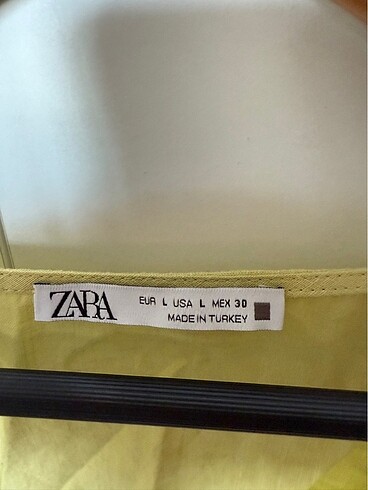 ZARA
EUR L USA L MEX 30
MADE IN TURKEY